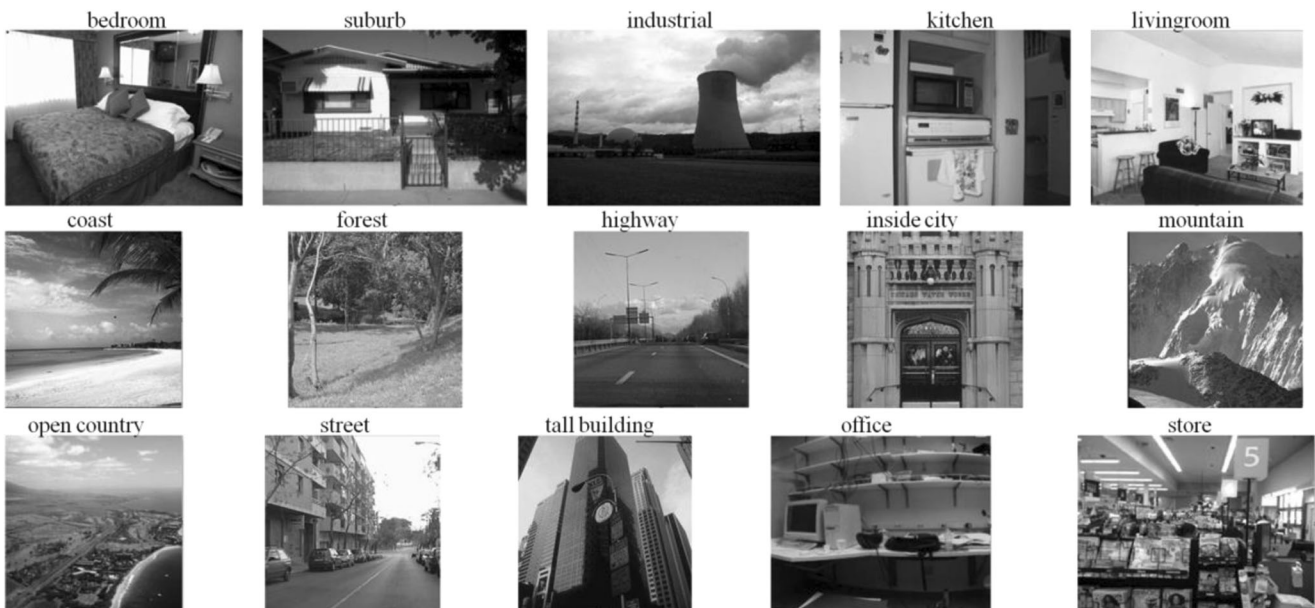 bedroom
suburb
industrial
kitchen
livingroom
coast
forest
highway
inside city
mountain
open country
street
tall building
office
store
5